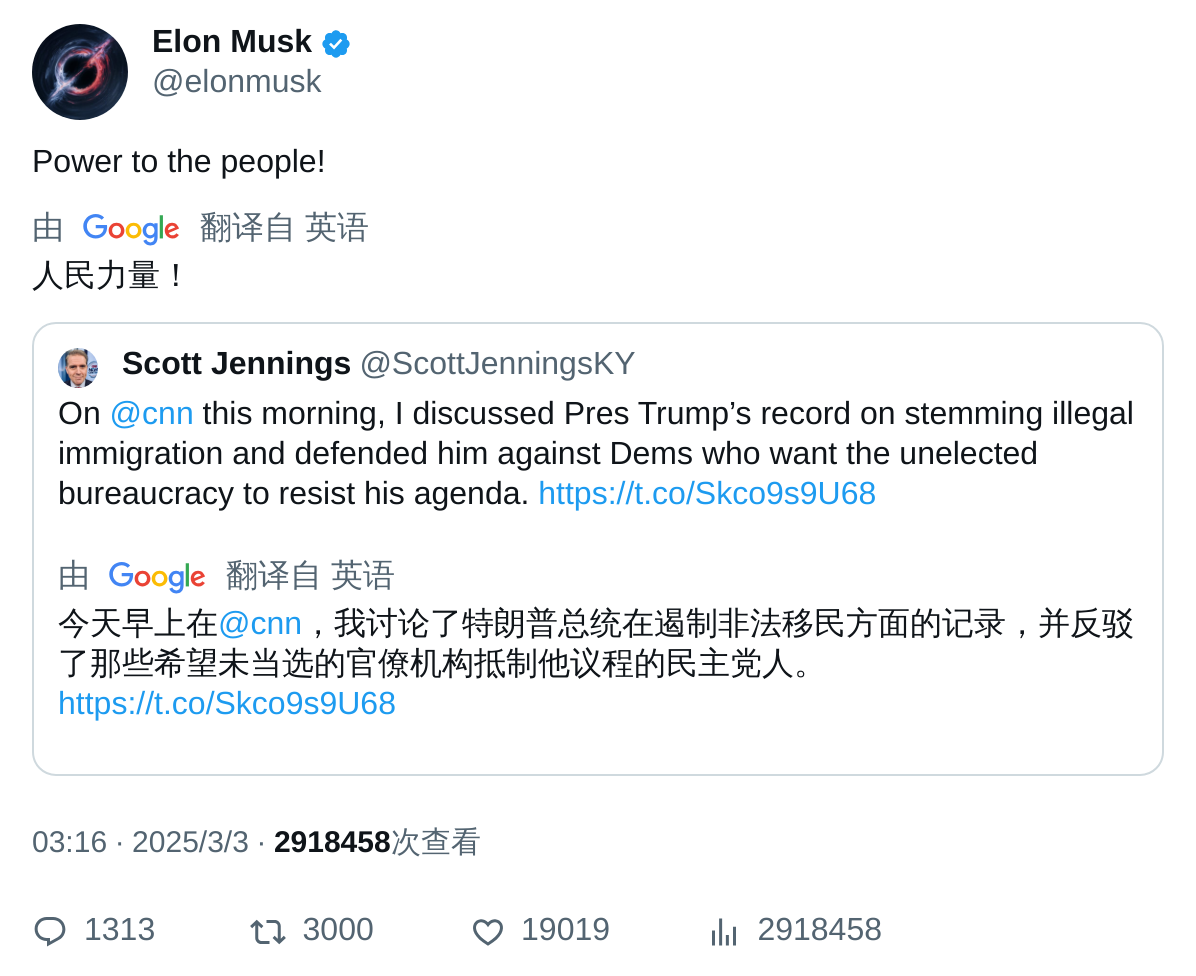 Elon Musk
@elonmusk
Power to the people!
由 Google 翻译自 英语
人民力量！
Scott Jennings @ScottJenningsKY
On @cnn this morning, I discussed Pres Trump’s record on stemming illegal
immigration and defended him against Dems who want the unelected
bureaucracy to resist his agenda. https://t.co/Skco9s9U68
由 Google 翻译自 英语
今天早上在@cnn，我讨论了特朗普总统在遏制非法移民方面的记录，并反驳
了那些希望未当选的官僚机构抵制他议程的民主党人。
https://t.co/Skco9s9U68
03:16 · 2025/3/3 · 2918458次查看
1313 3000 19019 2918458